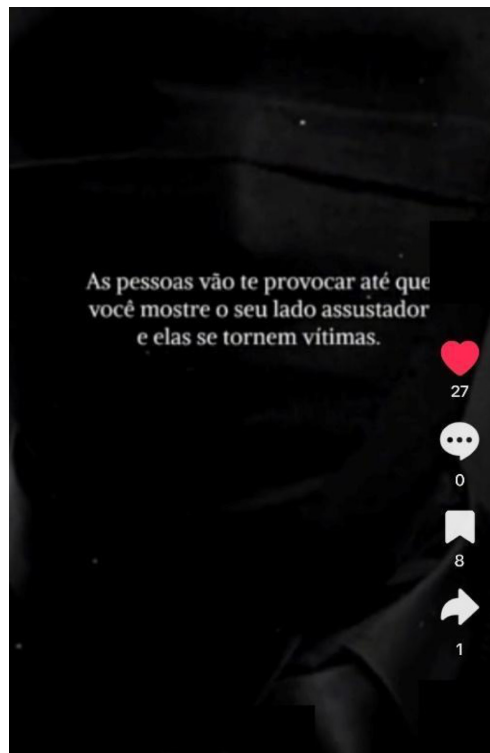 As pessoas vão te provocar até que
você mostre o seu lado assustador
e elas se tornem vítimas.
27
0
8
1